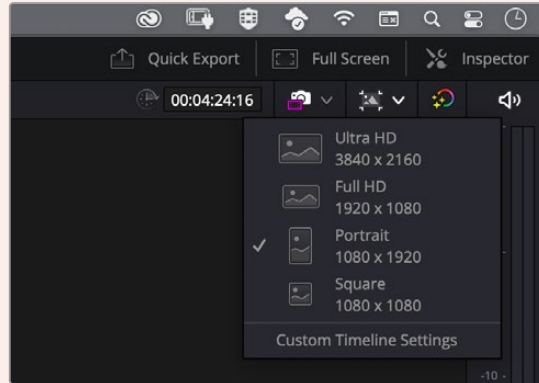 Quick Export
Full Screen
Inspector
00:04:24:16
Ultra HD
3840 x 2160
Full HD
1920 x 1080
Portrait
1080 x 1920
Square
1080 x 1080
Custom Timeline Settings
-10 -